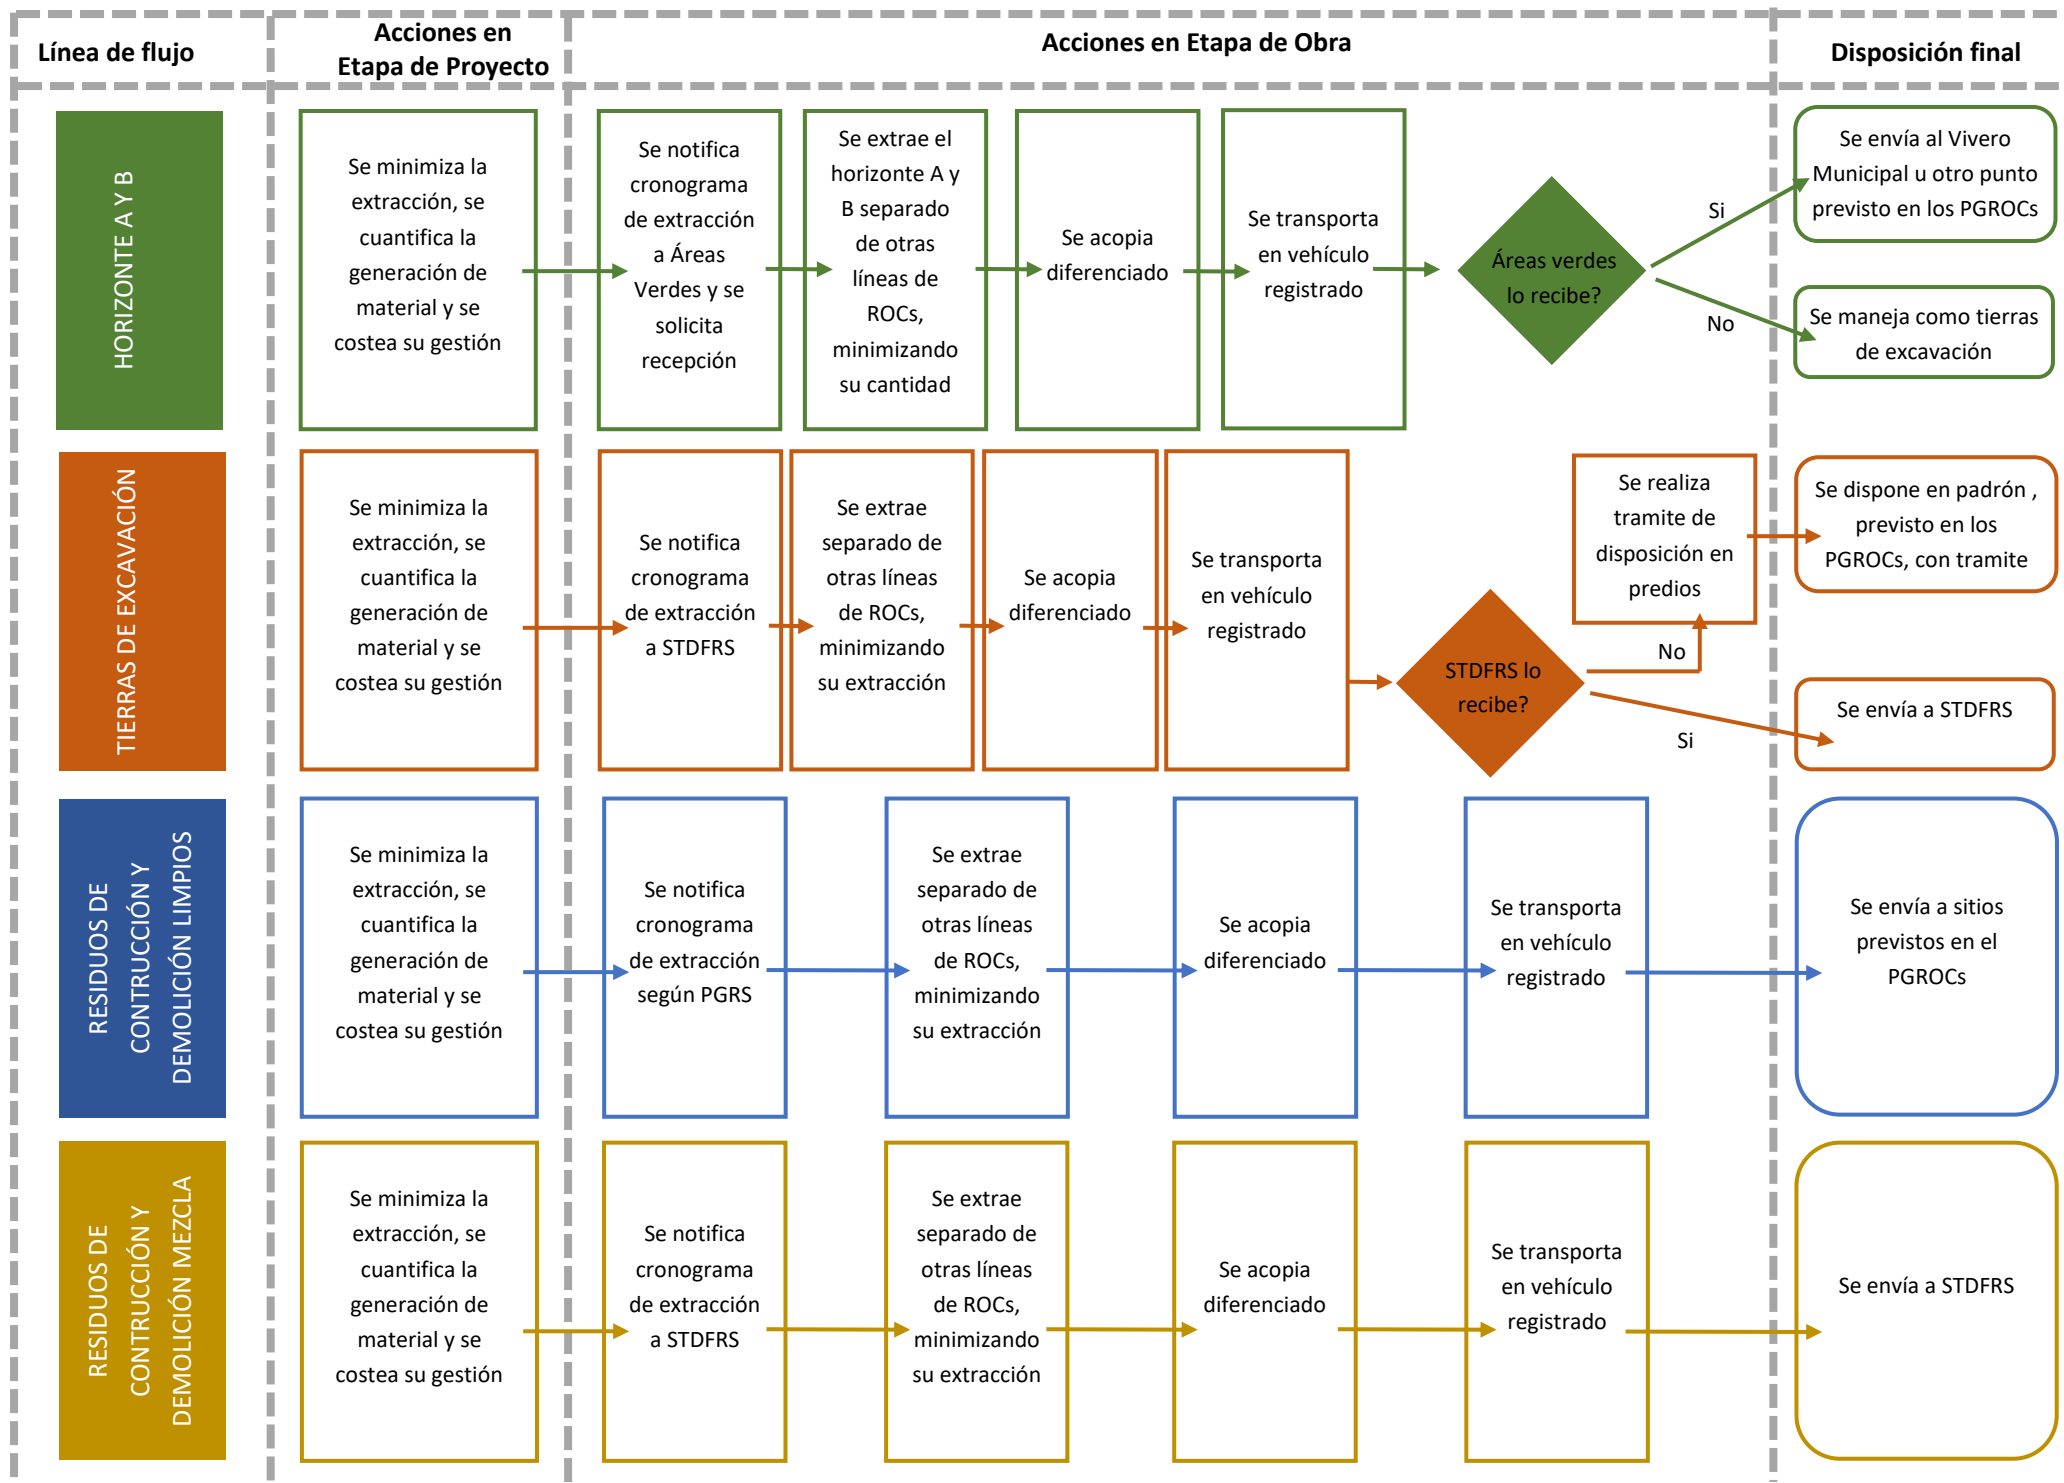 Línea de flujo
Acciones en
Etapa de Proyecto
Acciones en Etapa de Obra
Disposición final
HORIZONTE A Y B
Se minimiza la
extracción, se
cuantifica la
generación de
material y se
costea su gestión
Se notifica
cronograma
de extracción
a Áreas
Verdes y se
solicita
recepción
Se extrae el
horizonte A y
B separado
de otras
líneas de
ROCs,
minimizando
su cantidad
Se acopia
diferenciado
Se transporta
en vehículo
registrado
Áreas verdes
lo recibe?
Si
No
Se envía al Vivero
Municipal u otro punto
previsto en los PGROCs
Se maneja como tierras
de excavación
TIERRAS DE EXCAVACIÓN
Se minimiza la
extracción, se
cuantifica la
generación de
material y se
costea su gestión
Se notifica
cronograma
de extracción
a STDFRS
Se extrae
separado de
otras líneas
de ROCs,
minimizando
su extracción
Se acopia
diferenciado
Se transporta
en vehículo
registrado
STDFRS lo
recibe?
No
Si
Se realiza
tramite de
disposición en
predios
Se dispone en padrón ,
previsto en los
PGROCs, con tramite
Se envía a STDFRS
RESIDUOS DE
CONTRUCCIÓN Y
DEMOLICIÓN LIMPIOS
Se minimiza la
extracción, se
cuantifica la
generación de
material y se
costea su gestión
Se notifica
cronograma
de extracción
según PGRS
Se extrae
separado de
otras líneas
de ROCs,
minimizando
su extracción
Se acopia
diferenciado
Se transporta
en vehículo
registrado
Se envía a sitios
previstos en el
PGROCs
RESIDUOS DE
CONTRUCCIÓN Y
DEMOLICIÓN MEZCLA
Se minimiza la
extracción, se
cuantifica la
generación de
material y se
costea su gestión
Se notifica
cronograma
de extracción
a STDFRS
Se extrae
separado de
otras líneas
de ROCs,
minimizando
su extracción
Se acopia
diferenciado
Se transporta
en vehículo
registrado
Se envía a STDFRS